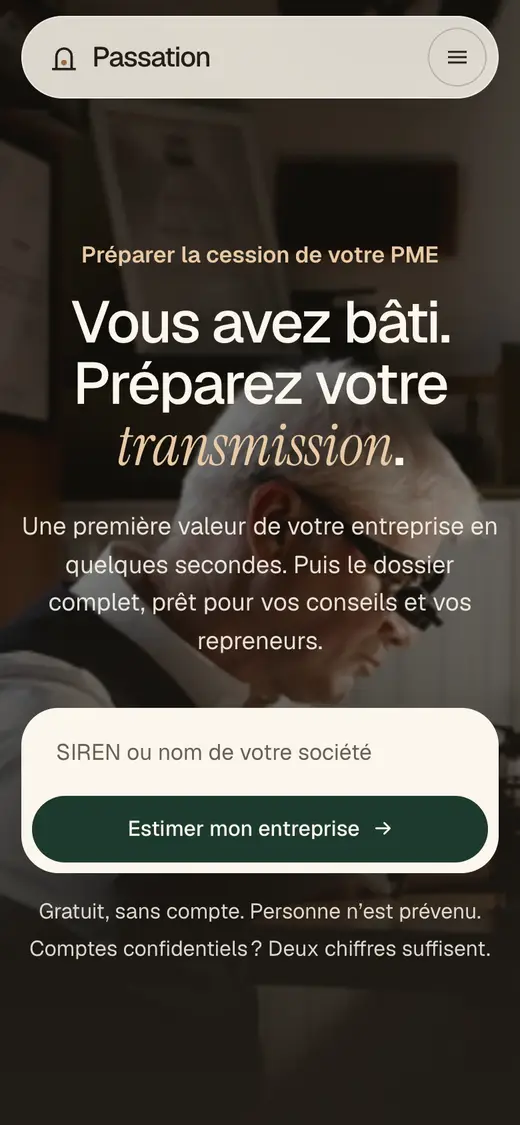 Passation
Préparer la cession de votre PME
Vous avez bâti.
Préparez votre
transmission.
Une première valeur de votre entreprise en
quelques secondes. Puis le dossier
complet, prêt pour vos conseils et vos
repreneurs.
SIREN ou nom de votre société
Estimer mon entreprise →
Gratuit, sans compte. Personne n’est prévenu.
Comptes confidentiels ? Deux chiffres suffisent.